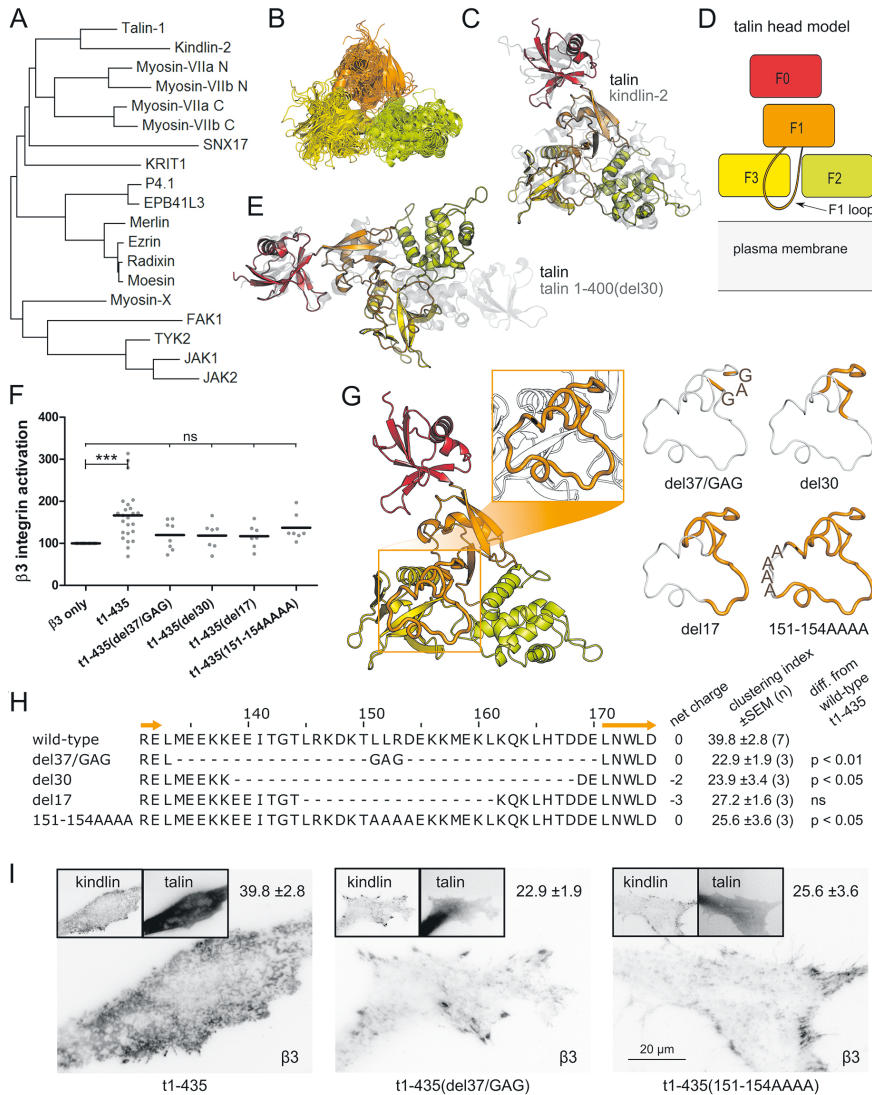 A
Talin-1
Kindlin-2
Myosin-VIIa N
Myosin-VIIb N
Myosin-VIIa C
Myosin-VIIb C
SNX17
KRIT1
P4.1
EPB41L3
Merlin
Ezrin
Radixin
Moesin
Myosin-X
FAK1
TYK2
JAK1
JAK2
B
C
talin
kindlin-2
D
talin head model
F0
F1
F3
F2
F1 loop
plasma membrane
E
talin
talin 1-400(del30)
F
ns
***
β3 integrin activation
400
300
200
100
0
β3 only
t1-435
t1-435(del37/GAG)
t1-435(del30)
t1-435(del17)
t1-435(151-154AAAA)
G
G
A
G
del37/GAG
del30
A
A
A
A
del17
151-154AAAA
H
140 150 160 170
net charge
clustering index
±SEM (n)
diff. from
wild-type
t1-435
wild-type RELMEEKKEEITGTLRKDKTLLRDEKKMEKLKQKLHTDDELNWLD 0 39.8 ±2.8 (7)
del37/GAG REL-----------------GAG-----------------LNWLD 0 22.9 ±1.9 (3) p < 0.01
del30 RELMEEKK------------------------------DELNWLD -2 23.9 ±3.4 (3) p < 0.05
del17 RELMEEKKEEITGT-----------------KQKLHTDDELNWLD -3 27.2 ±1.6 (3) ns
151-154AAAA RELMEEKKEEITGTLRKDKTAAAAEKKMEKLKQKLHTDDELNWLD 0 25.6 ±3.6 (3) p < 0.05
I
kindlin
talin
39.8 ±2.8
β3
t1-435
kindlin
talin
22.9 ±1.9
β3
t1-435(del37/GAG)
kindlin
talin
25.6 ±3.6
20 µm
β3
t1-435(151-154AAAA)